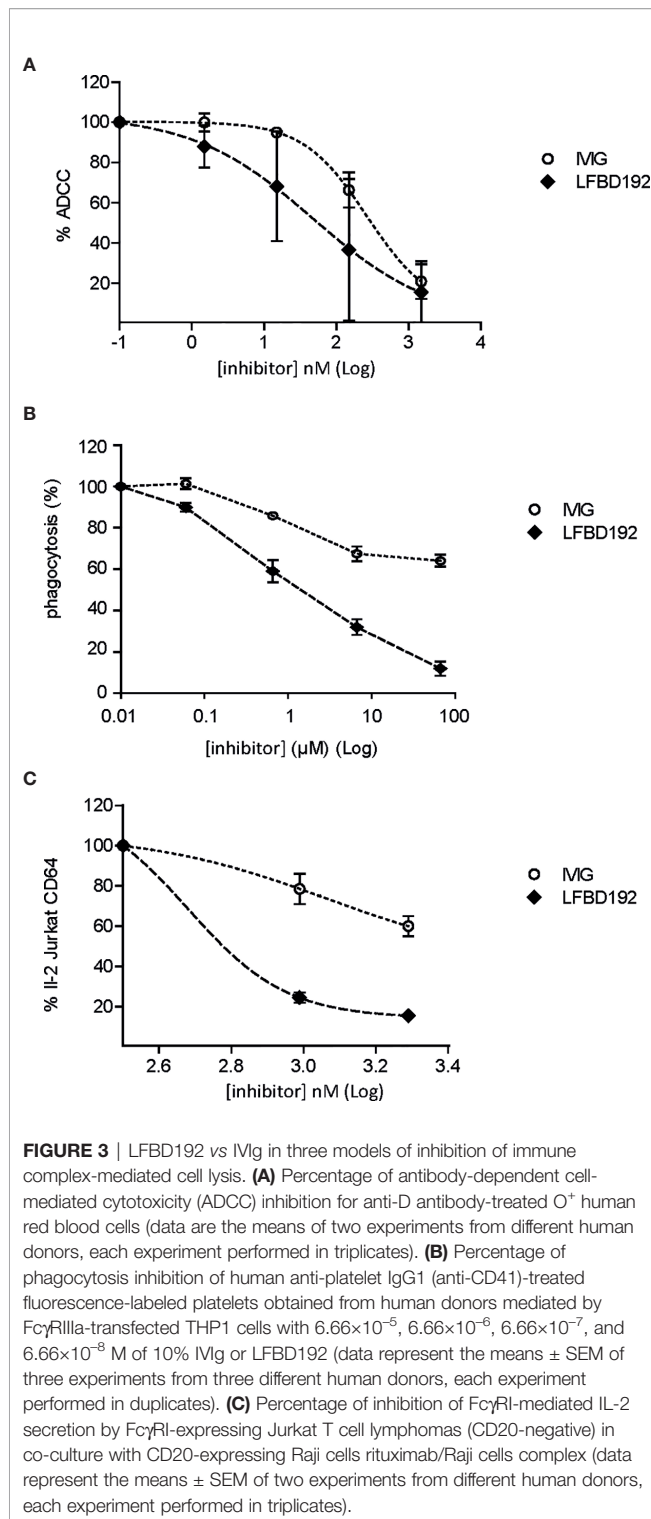 A
120
100
80
60
40
20
% ADCC
-1
0
1
2
3
4
[inhibitor] nM (Log)
IVIG
LFBD192
B
120
100
80
60
40
20
0
phagocytosis (%)
0.01
0.1
1
10
100
[inhibitor] (µM) (Log)
IVIG
LFBD192
C
120
100
80
60
40
20
% Il-2 Jurkat CD64
2.6
2.8
3.0
3.2
3.4
[inhibitor] nM (Log)
IVIG
LFBD192
FIGURE 3 | LFBD192 vs IVIg in three models of inhibition of immune
complex-mediated cell lysis. (A) Percentage of antibody-dependent cell-
mediated cytotoxicity (ADCC) inhibition for anti-D antibody-treated O⁺ human
red blood cells (data are the means of two experiments from different human
donors, each experiment performed in triplicates). (B) Percentage of
phagocytosis inhibition of human anti-platelet IgG1 (anti-CD41)-treated
fluorescence-labeled platelets obtained from human donors mediated by
FcγRIIIa-transfected THP1 cells with 6.66×10⁻⁵, 6.66×10⁻⁶, 6.66×10⁻⁷, and
6.66×10⁻⁸ M of 10% IVIg or LFBD192 (data represent the means ± SEM of
three experiments from three different human donors, each experiment
performed in duplicates). (C) Percentage of inhibition of FcγRI-mediated IL-2
secretion by FcγRI-expressing Jurkat T cell lymphomas (CD20-negative) in
co-culture with CD20-expressing Raji cells rituximab/Raji cells complex (data
represent the means ± SEM of two experiments from different human donors,
each experiment performed in triplicates).